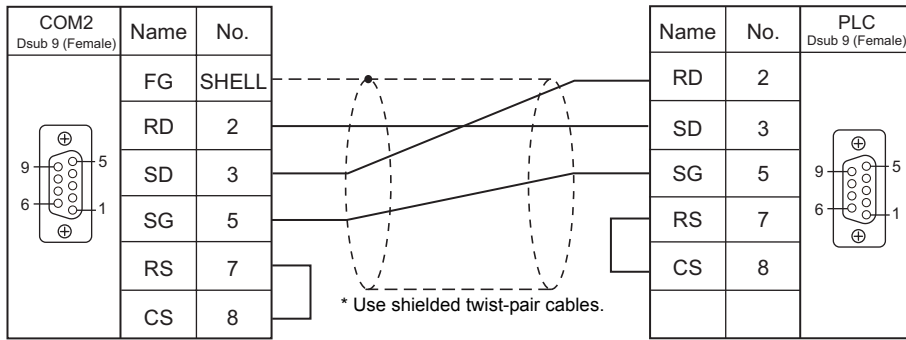 COM2
Dsub 9 (Female)
Name No.
FG SHELL
RD 2
SD 3
SG 5
RS 7
CS 8
9 5
6 1
* Use shielded twist-pair cables.
Name No.
RD 2
SD 3
SG 5
RS 7
CS 8
PLC
Dsub 9 (Female)
9 5
6 1